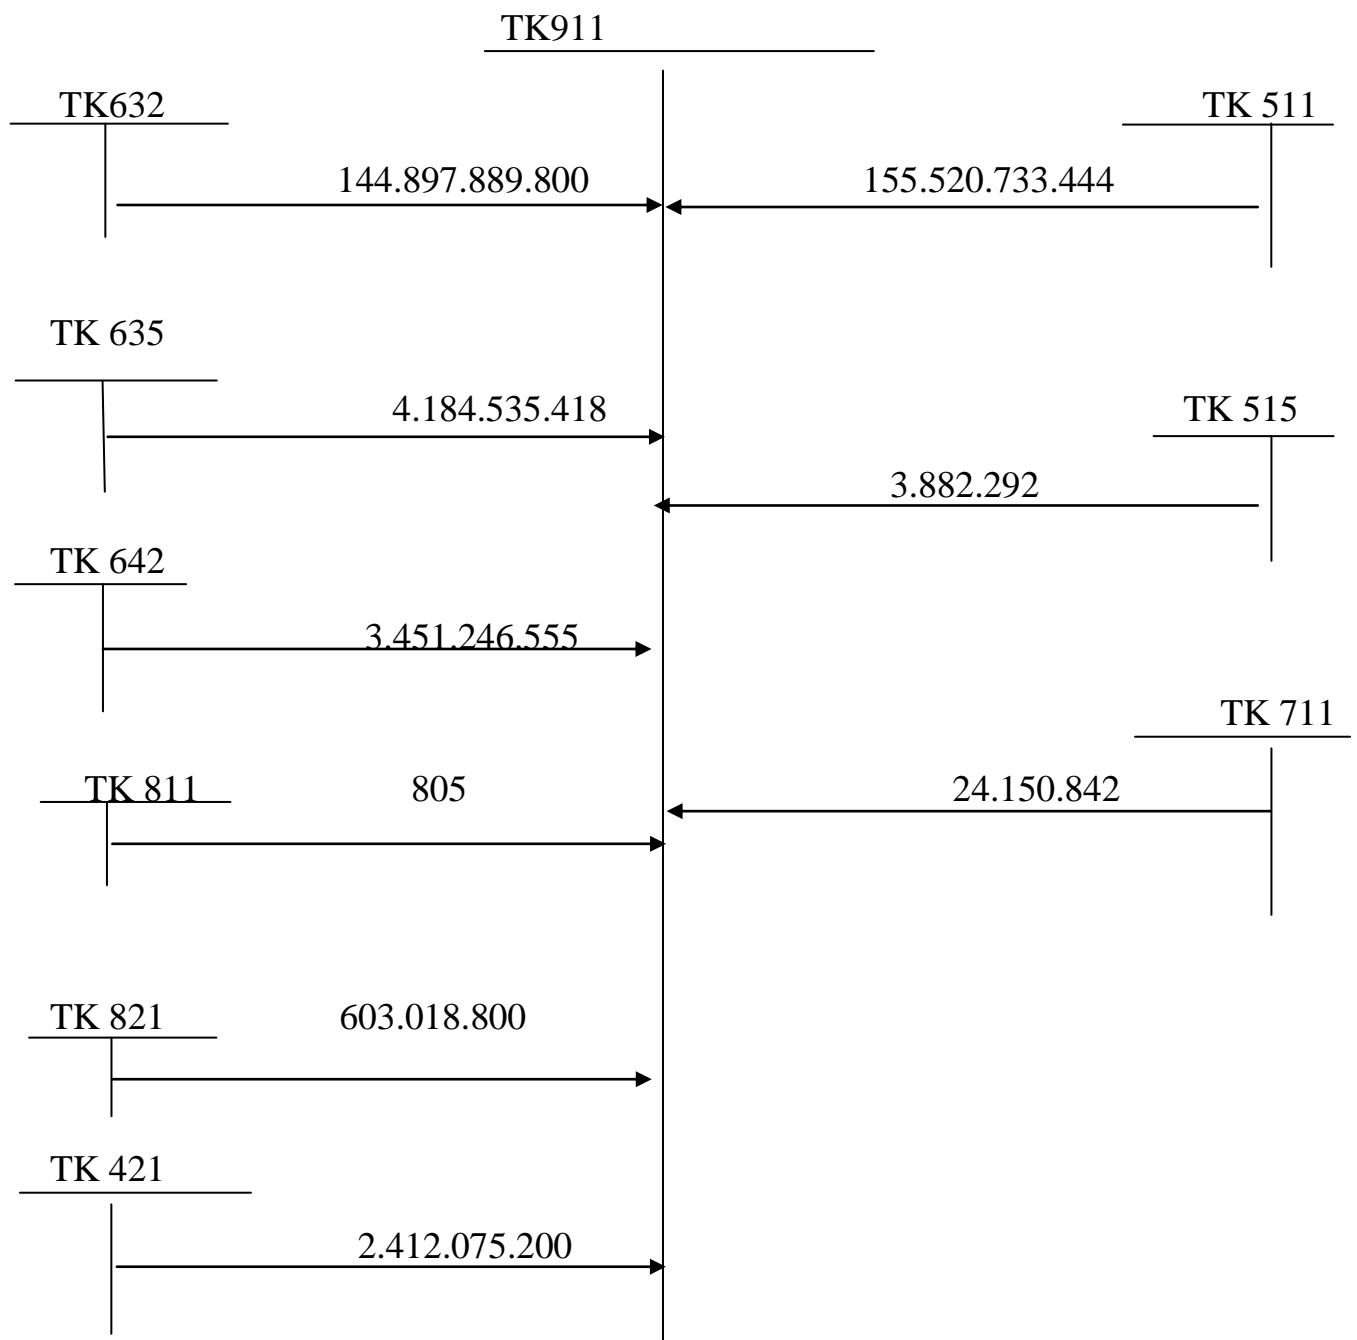 TK911
TK632
TK 511
144.897.889.800
155.520.733.444
TK 635
4.184.535.418
TK 515
3.882.292
TK 642
3.451.246.555
TK 711
TK 811
805
24.150.842
TK 821
603.018.800
TK 421
2.412.075.200